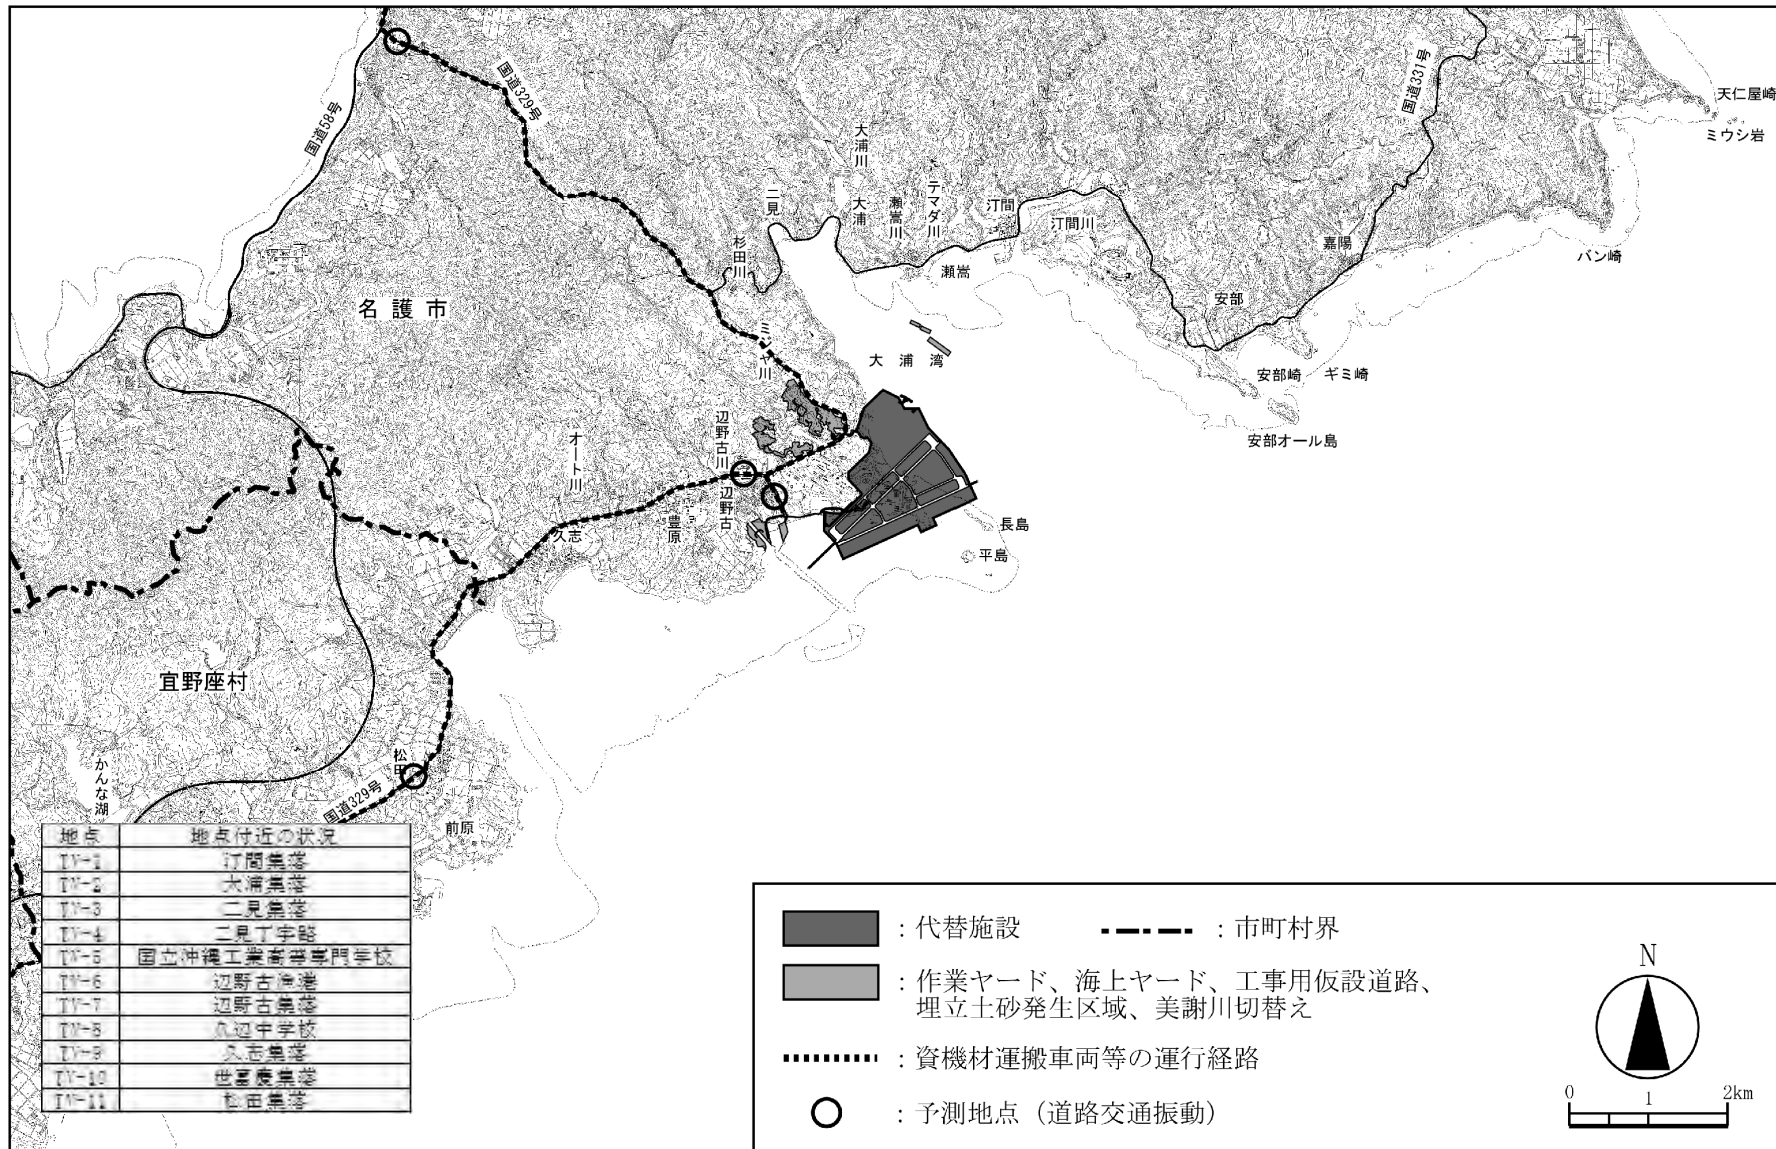 国道58号
国道329号
国道331号
天仁屋崎
ミウシ岩
バン崎
大浦川
大浦
瀬嵩川
テマダ川
汀間
汀間川
二見
杉田川
瀬嵩
嘉陽
安部
名護市
ミジャ川
大浦湾
安部崎
ギミ崎
安部オール島
オート川
辺野古川
辺野古
豊原
久志
長島
平島
宜野座村
かんな湖
松田
国道329号
前原
地点 地点付近の状況
TV-1 汀間集落
TV-2 大浦集落
TV-3 二見集落
TV-4 二見丁字路
TV-5 国立沖縄工業高等専門学校
TV-6 辺野古漁港
TV-7 辺野古集落
TV-8 久辺中学校
TV-9 久志集落
TV-10 世冨慶集落
TV-11 松田集落
：代替施設
：市町村界
：作業ヤード、海上ヤード、工事用仮設道路、
埋立土砂発生区域、美謝川切替え
：資機材運搬車両等の運行経路
：予測地点（道路交通振動）
N
0 1 2km